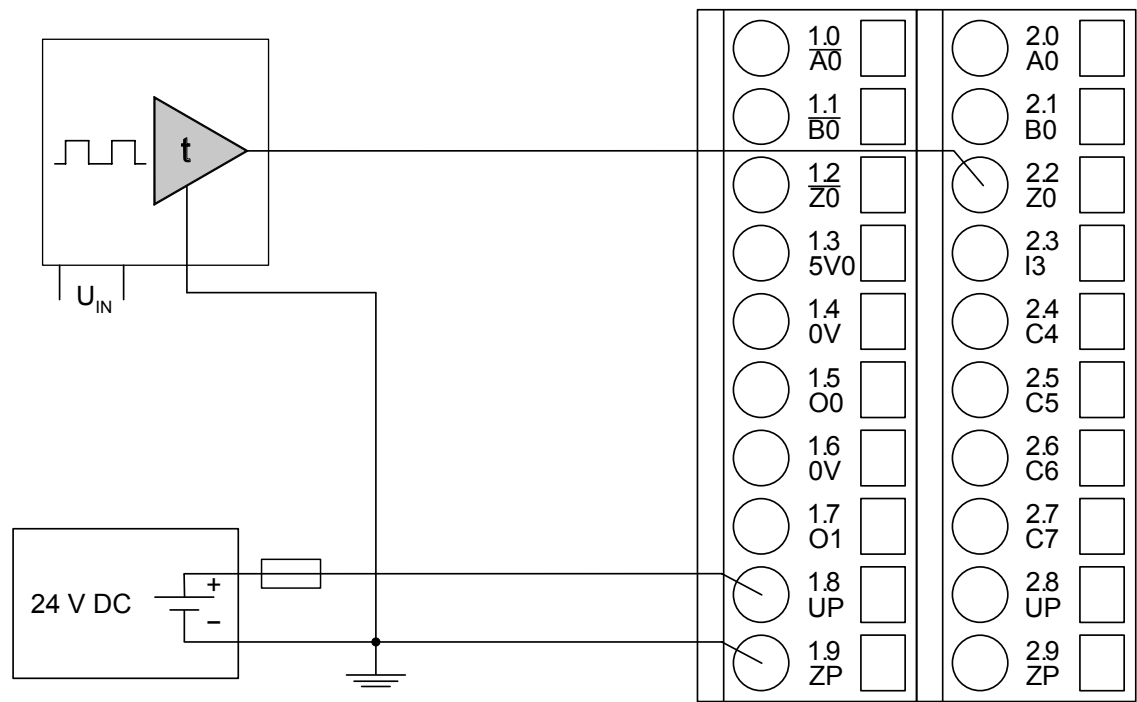 t
U_IN
24 V DC
+
−
1.0
A̅0̅
1.1
B̅0̅
1.2
Z̅0̅
1.3
5V0
1.4
0V
1.5
O0
1.6
0V
1.7
O1
1.8
UP
1.9
ZP
2.0
A0
2.1
B0
2.2
Z0
2.3
I3
2.4
C4
2.5
C5
2.6
C6
2.7
C7
2.8
UP
2.9
ZP